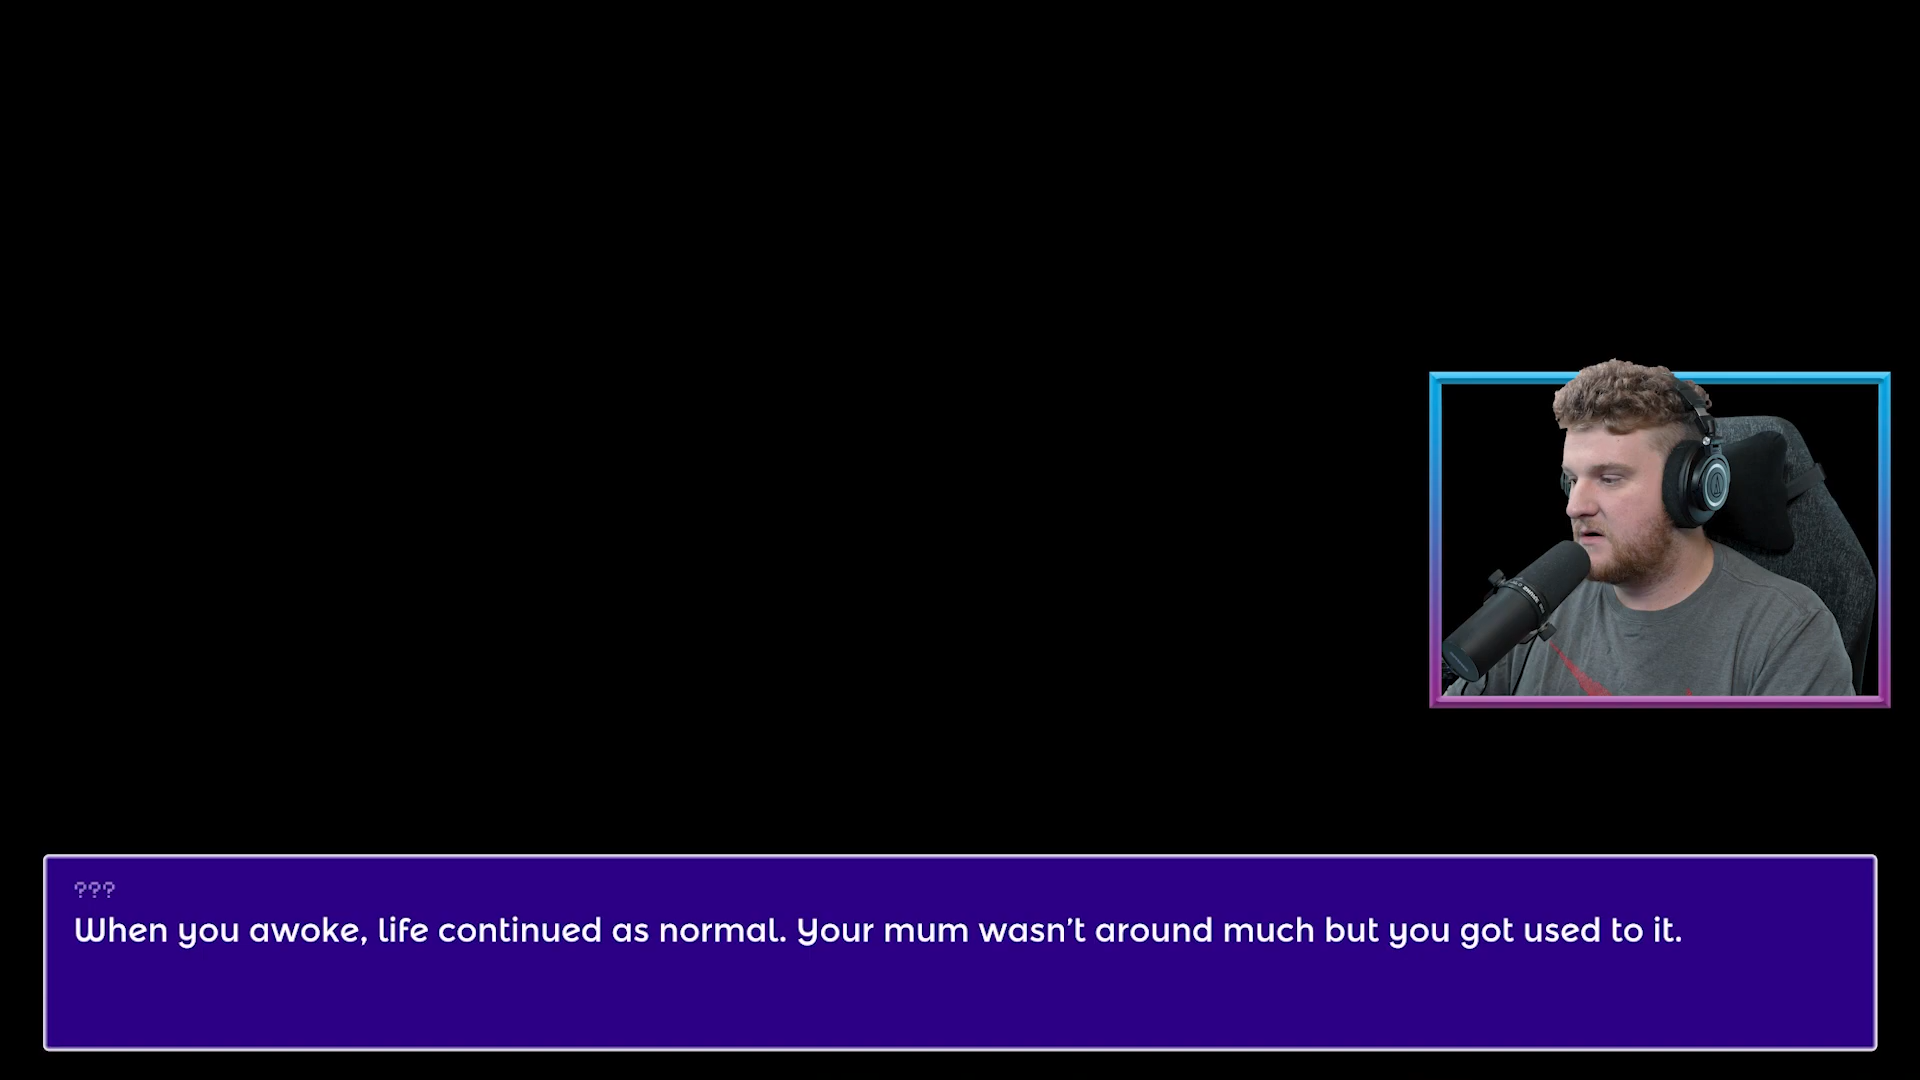 ???
When you awoke, life continued as normal. Your mum wasn't around much but you got used to it.